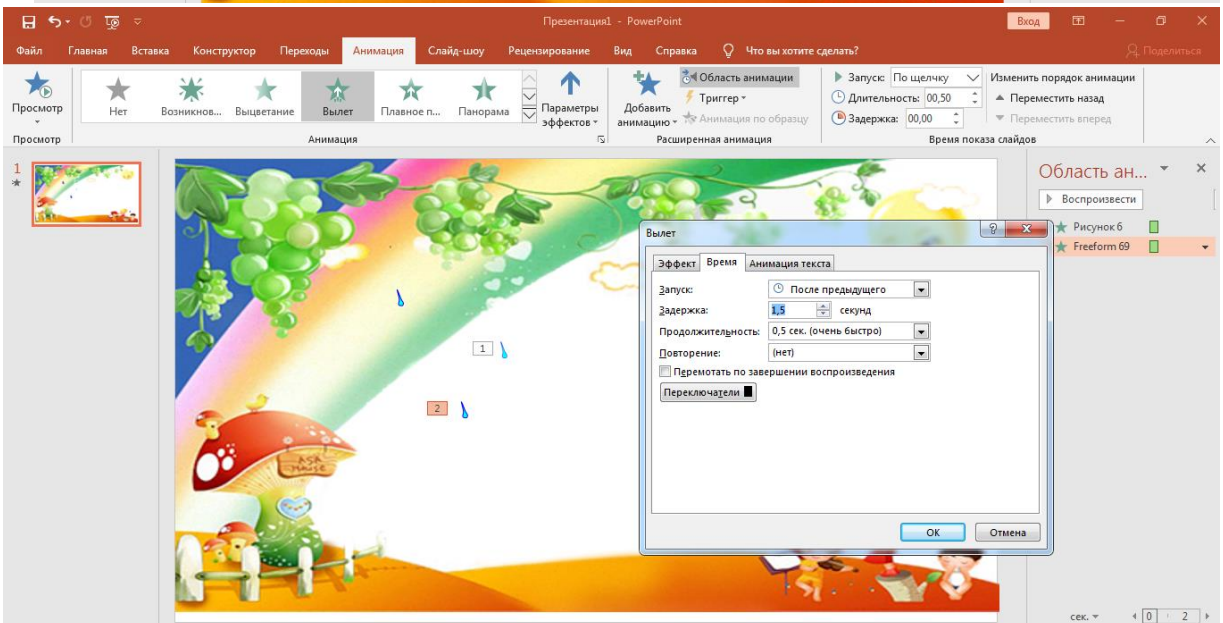 Презентация1 - PowerPoint
Вход
Файл Главная Вставка Конструктор Переходы Анимация Слайд-шоу Рецензирование Вид Справка Что вы хотите сделать? Поделиться
Просмотр
Нет Возникнов... Выцветание Вылет Плавное п... Панорама
Параметры эффектов
Добавить анимацию
Область анимации
Триггер
Анимация по образцу
Запуск: По щелчку
Длительность: 00,50
Задержка: 00,00
Изменить порядок анимации
Переместить назад
Переместить вперед
Просмотр Анимация Расширенная анимация Время показа слайдов
1
Область ан...
Воспроизвести
Рисунок 6
Freeform 69
Вылет
Эффект Время Анимация текста
Запуск: После предыдущего
Задержка: 1,5 секунд
Продолжительность: 0,5 сек. (очень быстро)
Повторение: (нет)
Перемотать по завершении воспроизведения
Переключатели
ОК Отмена
1
2
сек. 0 2